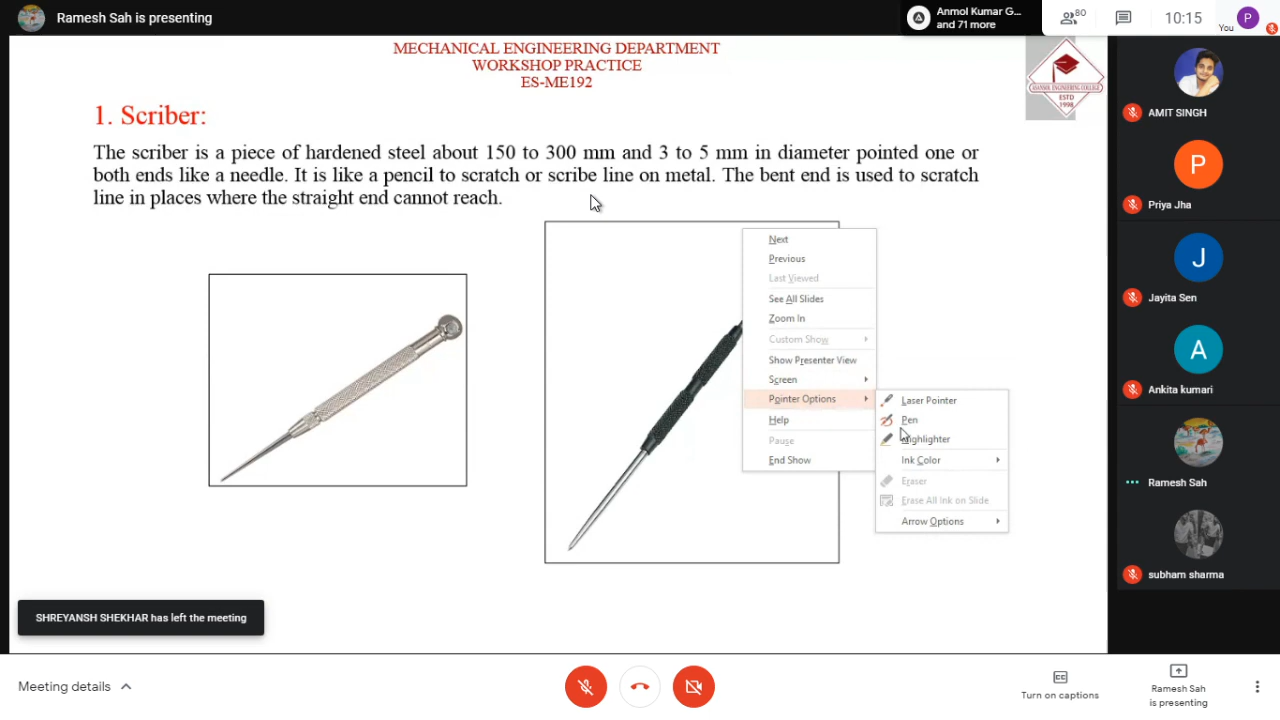 Ramesh Sah is presenting
Anmol Kumar G...
and 71 more
80
10:15
You
P
MECHANICAL ENGINEERING DEPARTMENT
WORKSHOP PRACTICE
ES-ME192
ESTD
1998
1. Scriber:
The scriber is a piece of hardened steel about 150 to 300 mm and 3 to 5 mm in diameter pointed one or
both ends like a needle. It is like a pencil to scratch or scribe line on metal. The bent end is used to scratch
line in places where the straight end cannot reach.
Next
Previous
Last Viewed
See All Slides
Zoom In
Custom Show
Show Presenter View
Screen
Pointer Options
Help
Pause
End Show
Laser Pointer
Pen
Highlighter
Ink Color
Eraser
Erase All Ink on Slide
Arrow Options
AMIT SINGH
P
Priya Jha
J
Jayita Sen
A
Ankita kumari
Ramesh Sah
subham sharma
SHREYANSH SHEKHAR has left the meeting
Meeting details
CC
Turn on captions
Ramesh Sah
is presenting